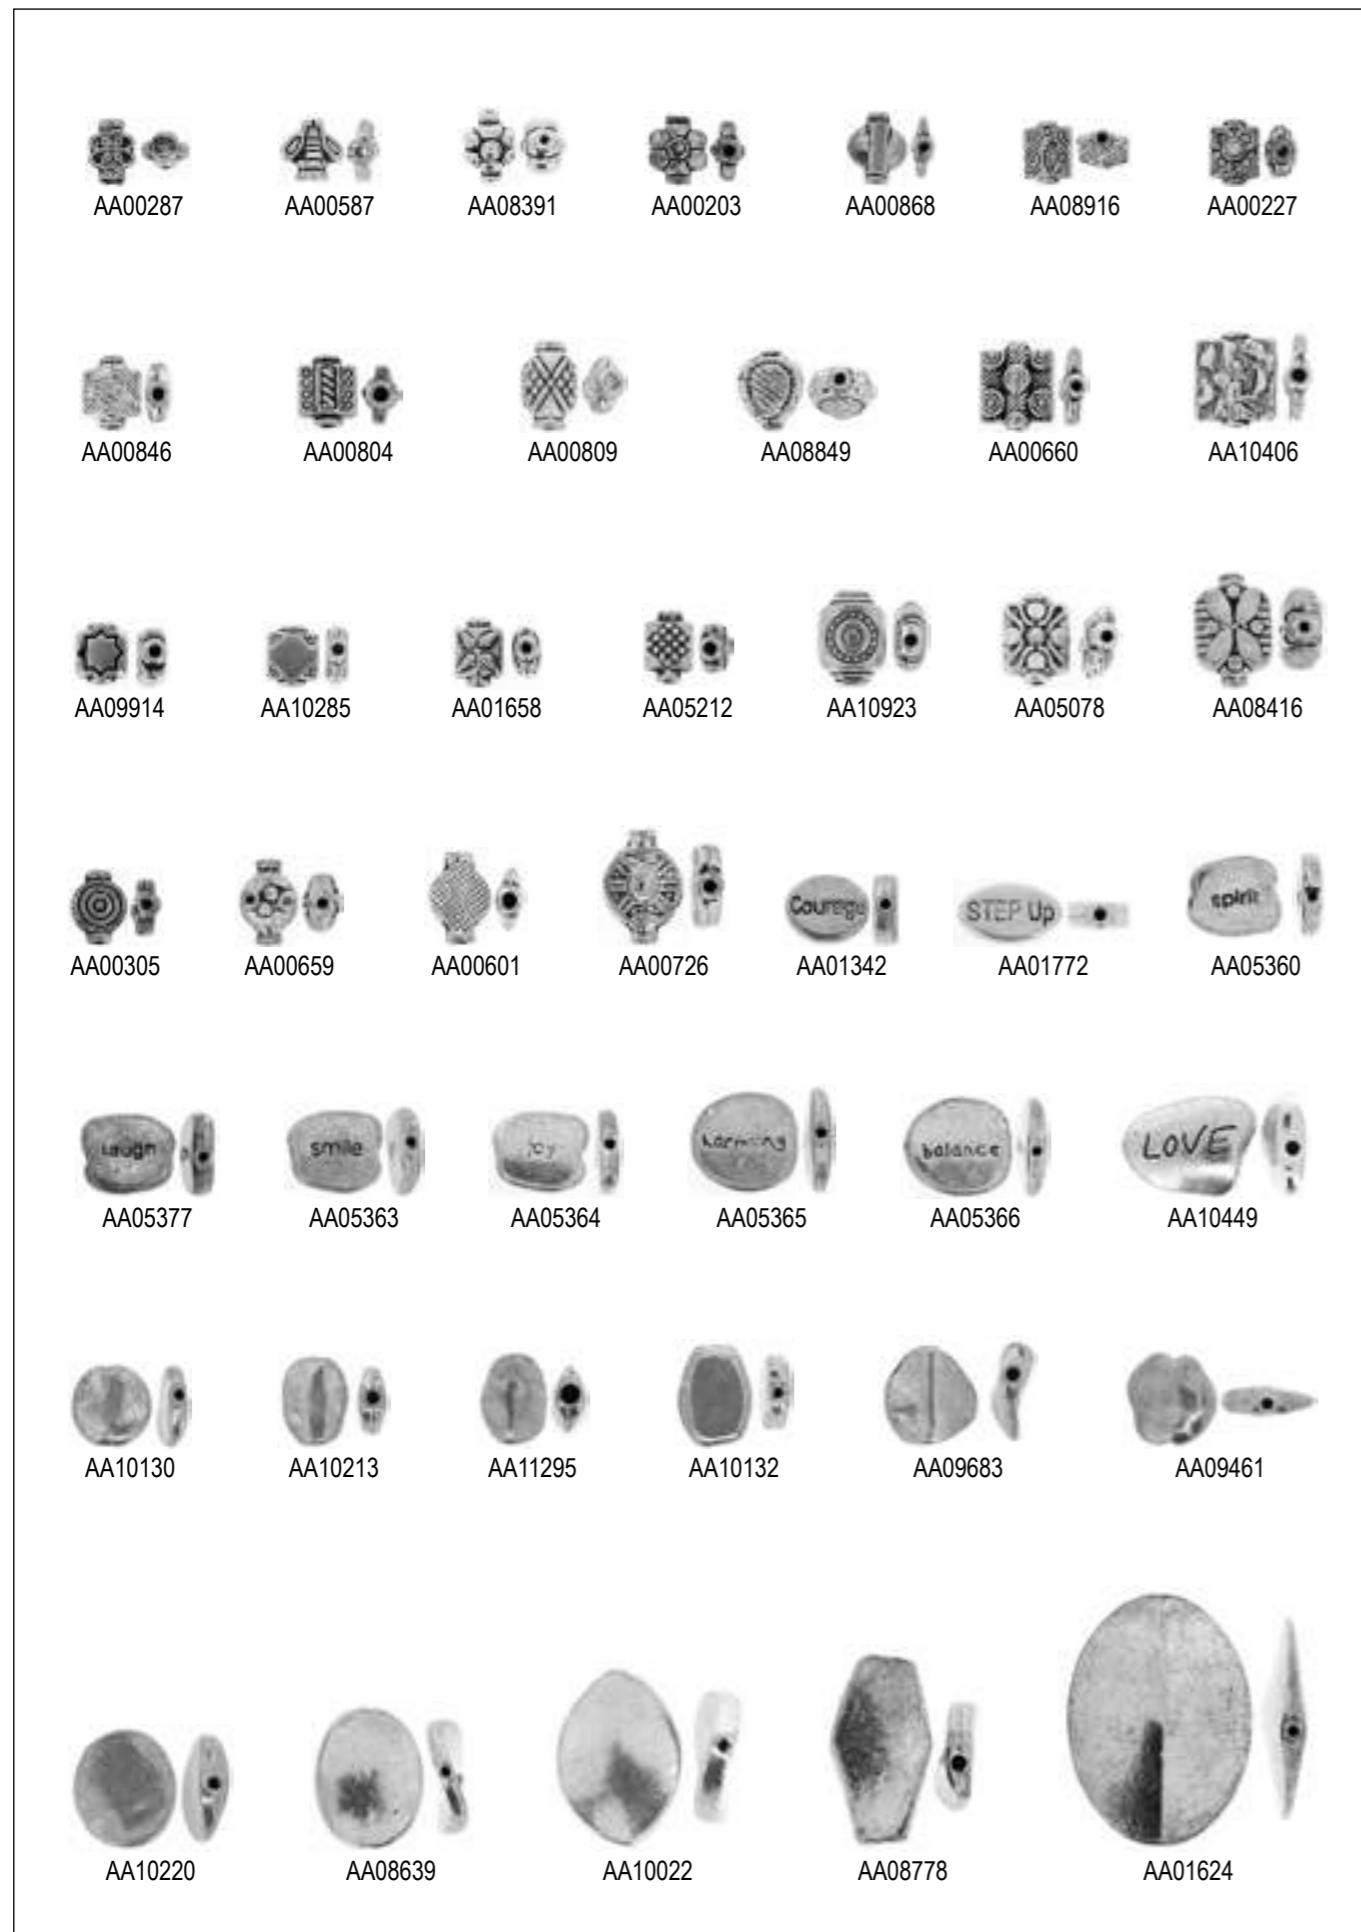 AA00287 AA00587 AA08391 AA00203 AA00868 AA08916 AA00227
AA00846 AA00804 AA00809 AA08849 AA00660 AA10406
AA09914 AA10285 AA01658 AA05212 AA10923 AA05078 AA08416
Courage STEP Up spirit
AA00305 AA00659 AA00601 AA00726 AA01342 AA01772 AA05360
laugh smile joy harmony balance LOVE
AA05377 AA05363 AA05364 AA05365 AA05366 AA10449
AA10130 AA10213 AA11295 AA10132 AA09683 AA09461
AA10220 AA08639 AA10022 AA08778 AA01624